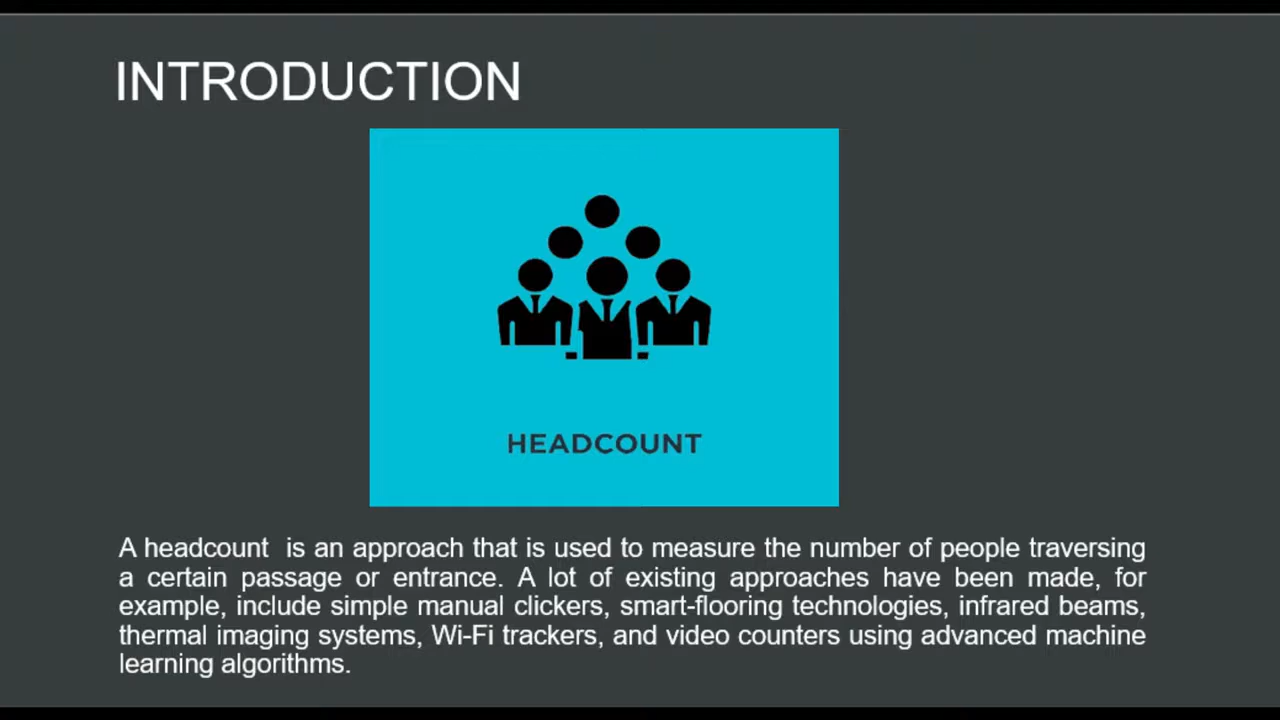 INTRODUCTION
HEADCOUNT
A headcount  is an approach that is used to measure the number of people traversing
a certain passage or entrance. A lot of existing approaches have been made, for
example, include simple manual clickers, smart-flooring technologies, infrared beams,
thermal imaging systems, Wi-Fi trackers, and video counters using advanced machine
learning algorithms.